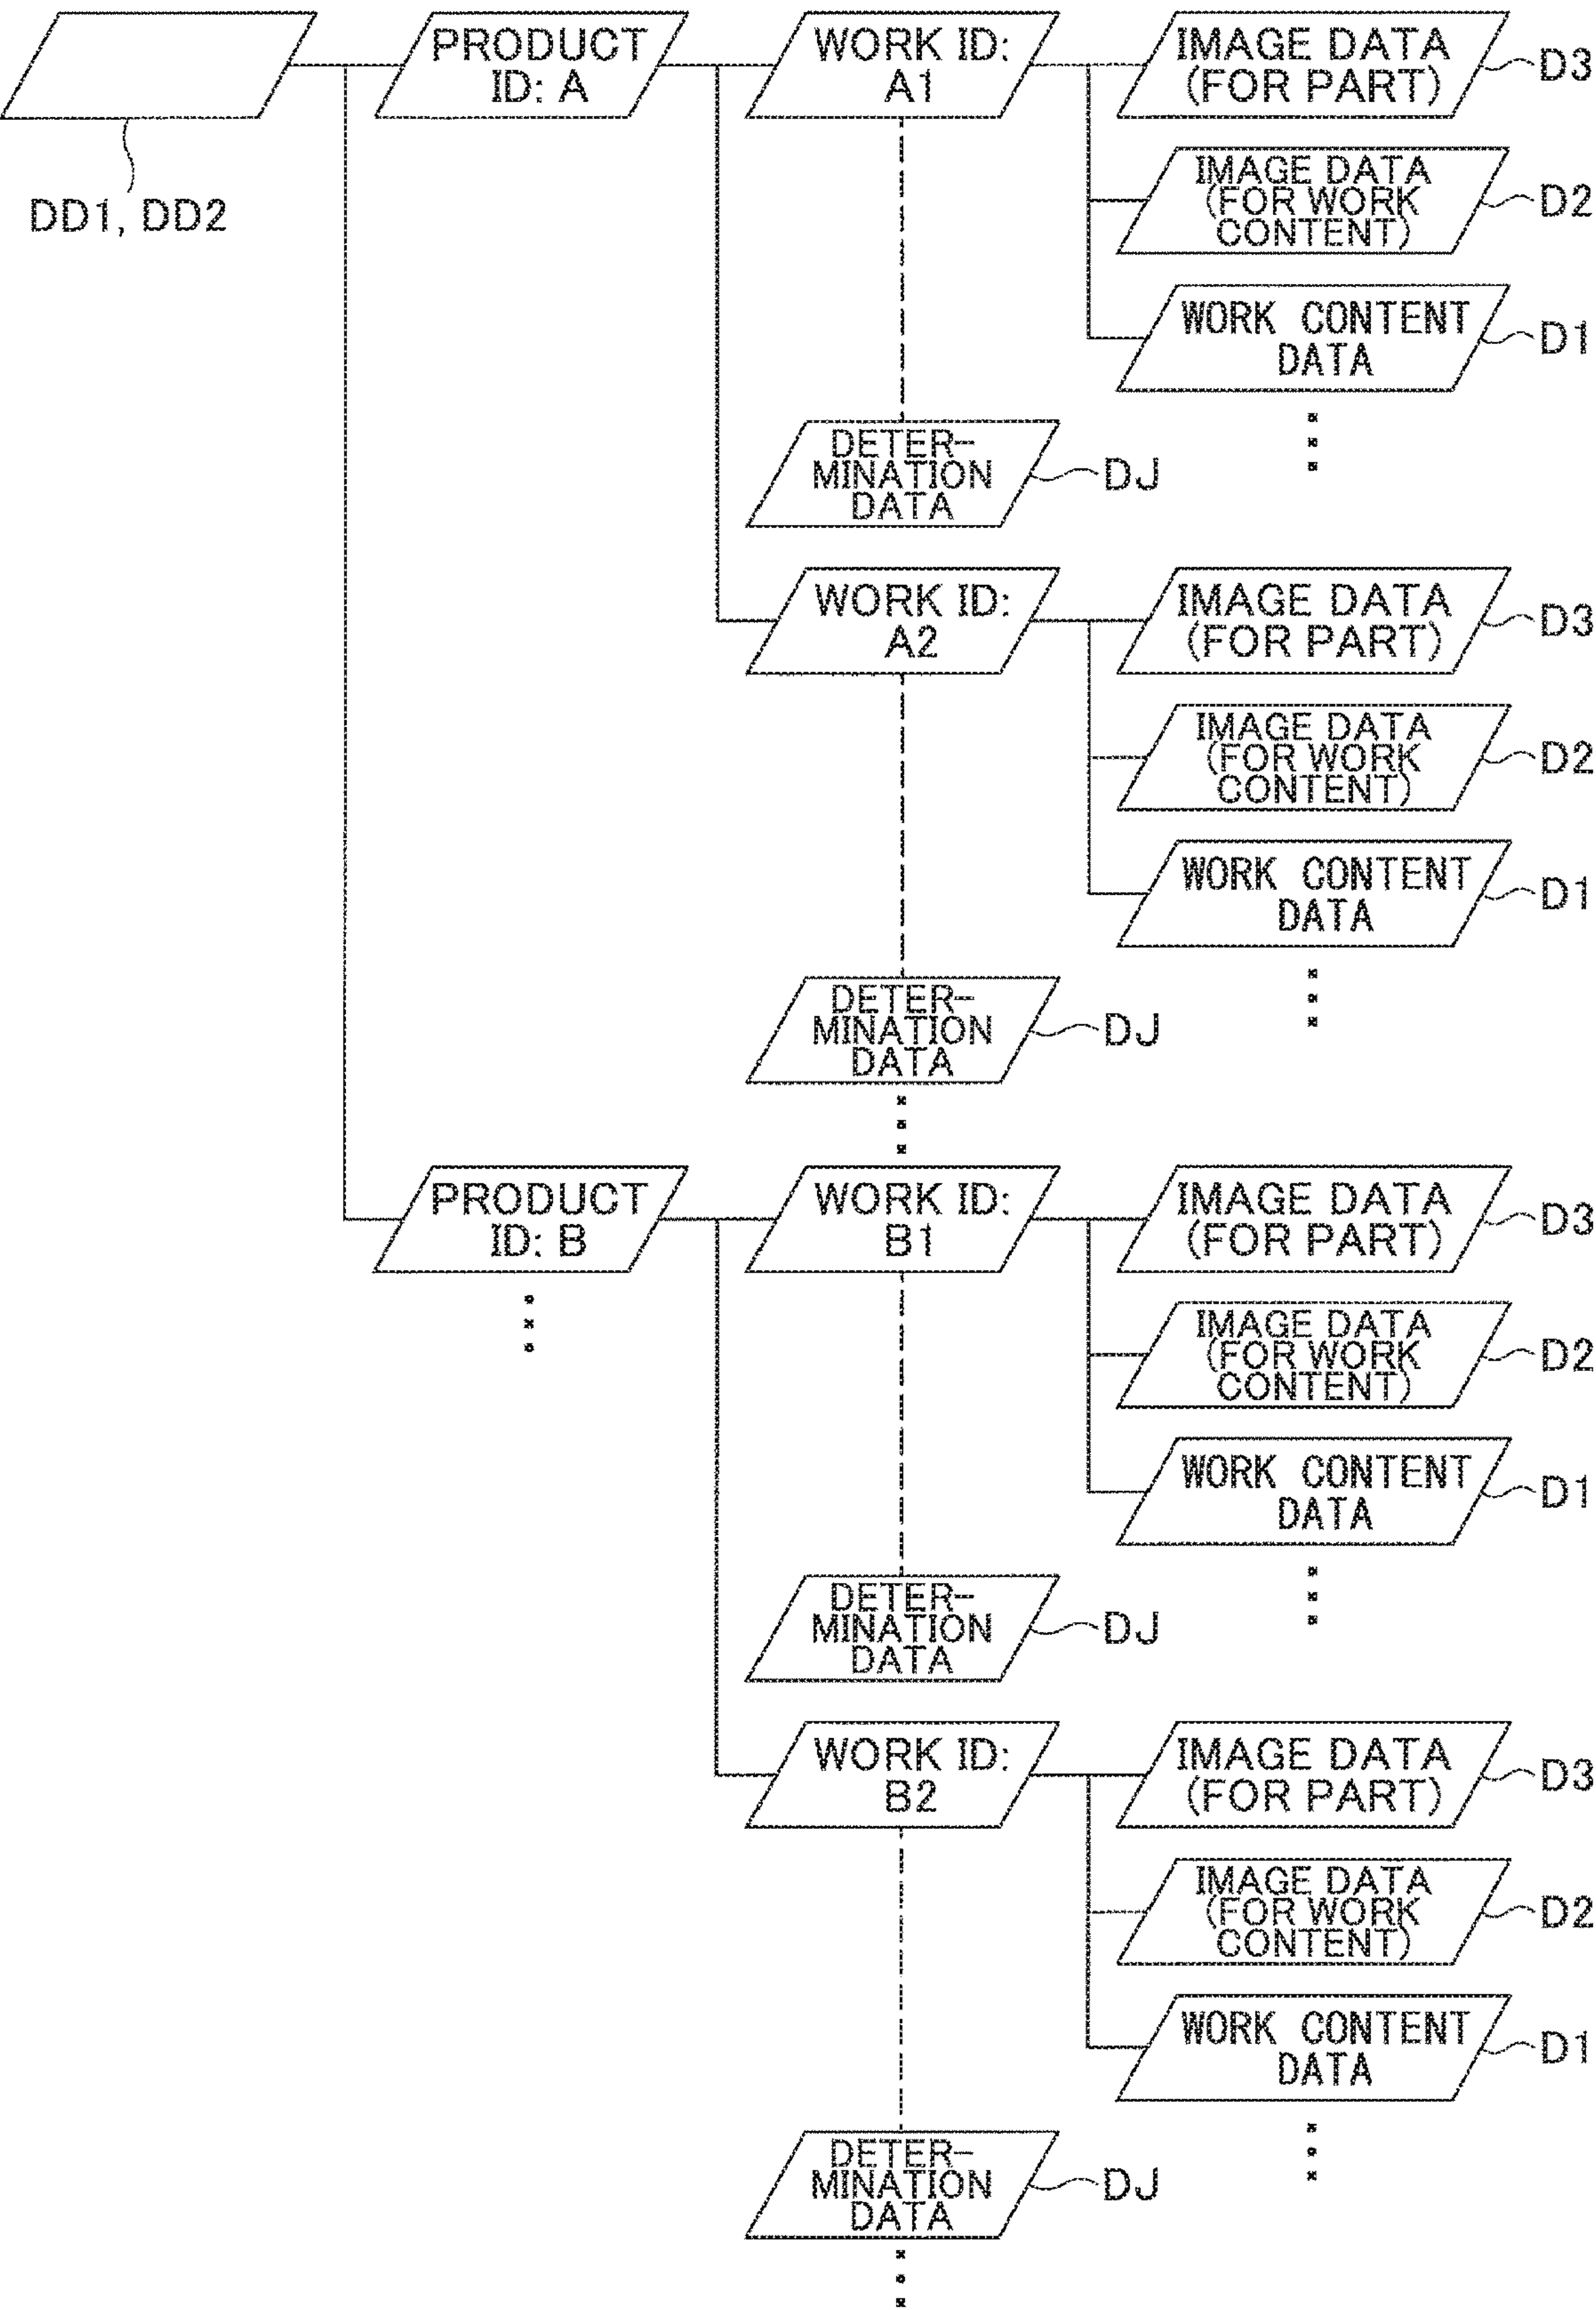 PRODUCT
ID: A
WORK ID:
A1
IMAGE DATA
(FOR PART)
D3
DD1, DD2
IMAGE DATA
(FOR WORK
CONTENT)
D2
WORK CONTENT
DATA
D1
DETER-
MINATION
DATA
DJ
WORK ID:
A2
IMAGE DATA
(FOR PART)
D3
IMAGE DATA
(FOR WORK
CONTENT)
D2
WORK CONTENT
DATA
D1
DETER-
MINATION
DATA
DJ
PRODUCT
ID: B
WORK ID:
B1
IMAGE DATA
(FOR PART)
D3
IMAGE DATA
(FOR WORK
CONTENT)
D2
WORK CONTENT
DATA
D1
DETER-
MINATION
DATA
DJ
WORK ID:
B2
IMAGE DATA
(FOR PART)
D3
IMAGE DATA
(FOR WORK
CONTENT)
D2
WORK CONTENT
DATA
D1
DETER-
MINATION
DATA
DJ